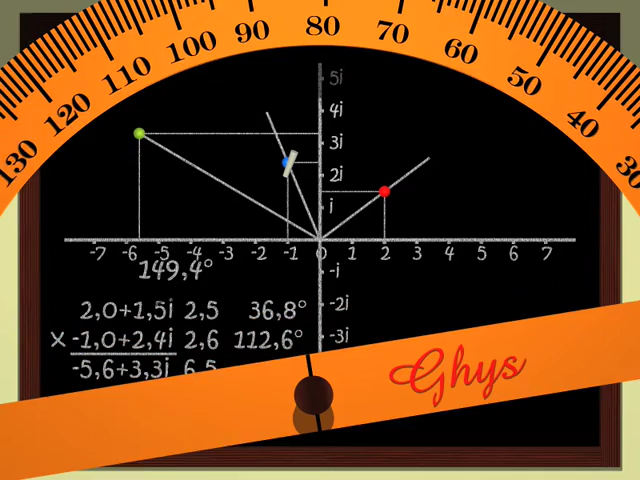 130 120 110 100 90 80 70 60 50 40 30
5i
4i
3i
2i
i
-7 -6 -5 -4 -3 -2 -1 0 1 2 3 4 5 6 7
-i
149,4°
-2i
2,0+1,5i 2,5 36,8°
-3i
× -1,0+2,4i 2,6 112,6°
-5,6+3,3i 6,5
Ghys